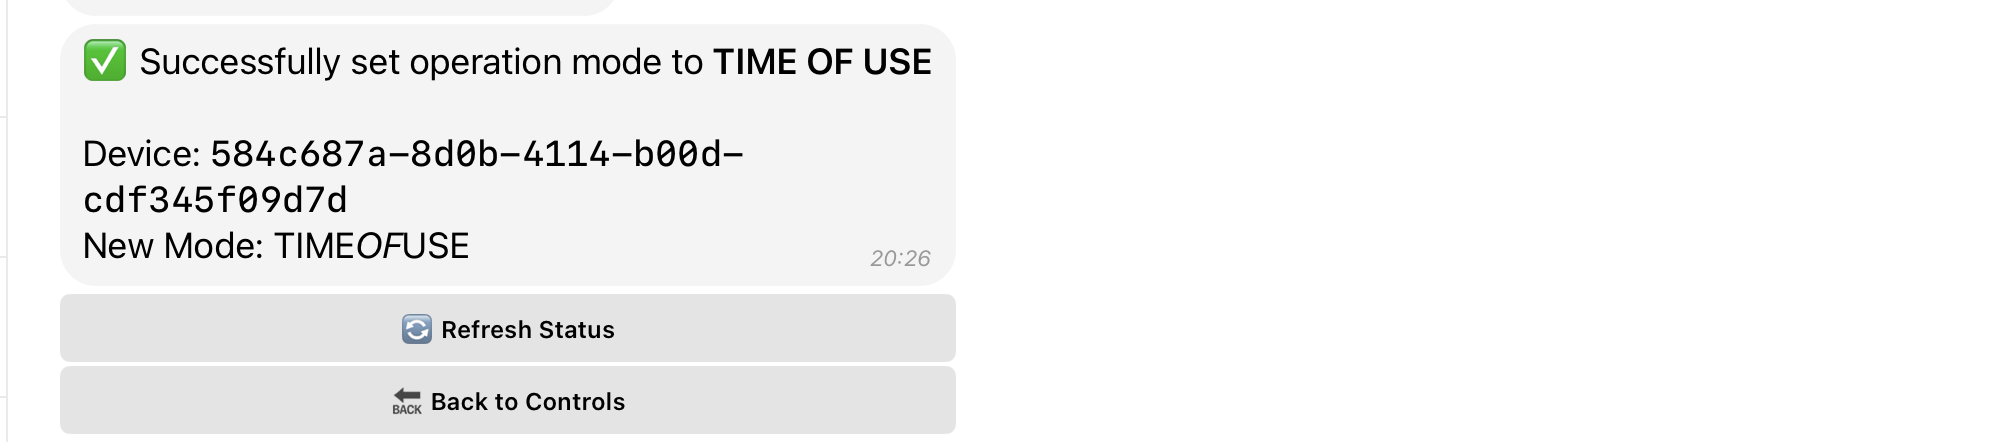 ✅ Successfully set operation mode to TIME OF USE
Device: 584c687a-8d0b-4114-b00d-
cdf345f09d7d
New Mode: TIMEOFUSE
20:26
Refresh Status
BACK Back to Controls